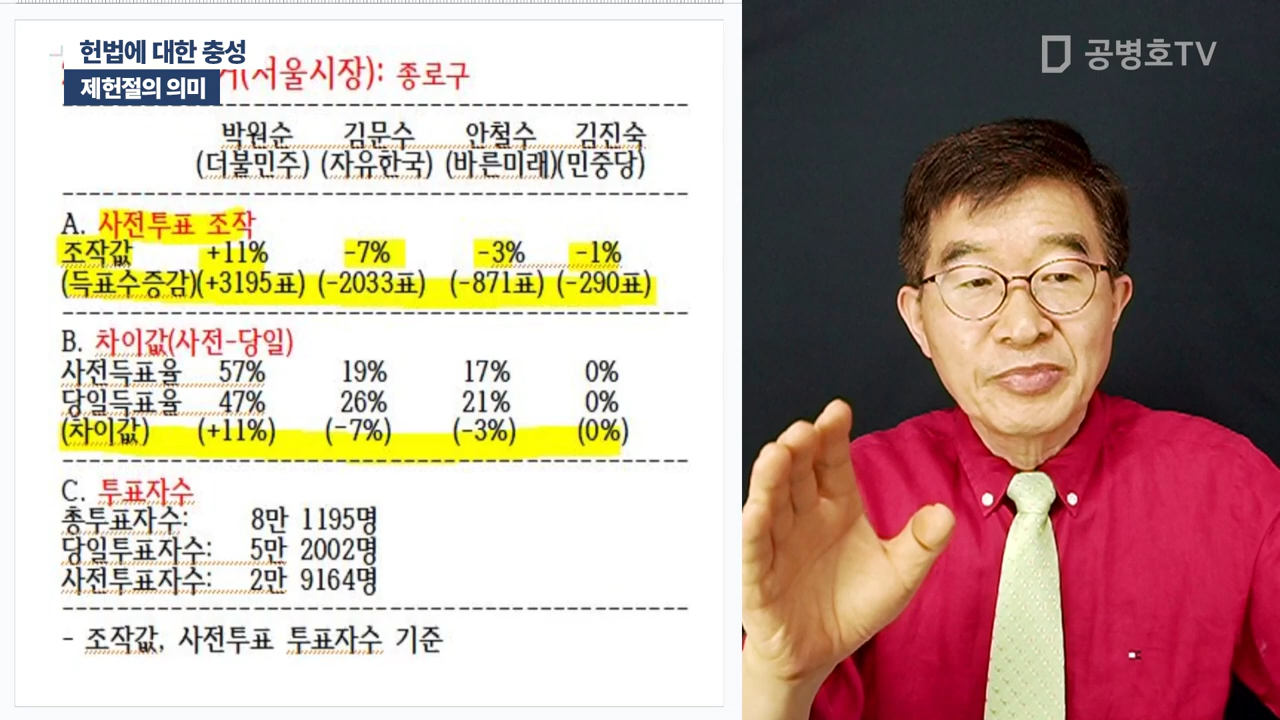 헌법에 대한 충성
제헌절의 의미
공병호TV
(서울시장): 종로구
박원순 김문수 안철수 김진숙
(더불민주) (자유한국) (바른미래)(민중당)
A. 사전투표 조작
조작값 +11% -7% -3% -1%
(득표수증감)(+3195표) (-2033표) (-871표) (-290표)
B. 차이값(사전-당일)
사전득표율 57% 19% 17% 0%
당일득표율 47% 26% 21% 0%
(차이값) (+11%) (-7%) (-3%) (0%)
C. 투표자수
총투표자수: 8만 1195명
당일투표자수: 5만 2002명
사전투표자수: 2만 9164명
- 조작값, 사전투표 투표자수 기준